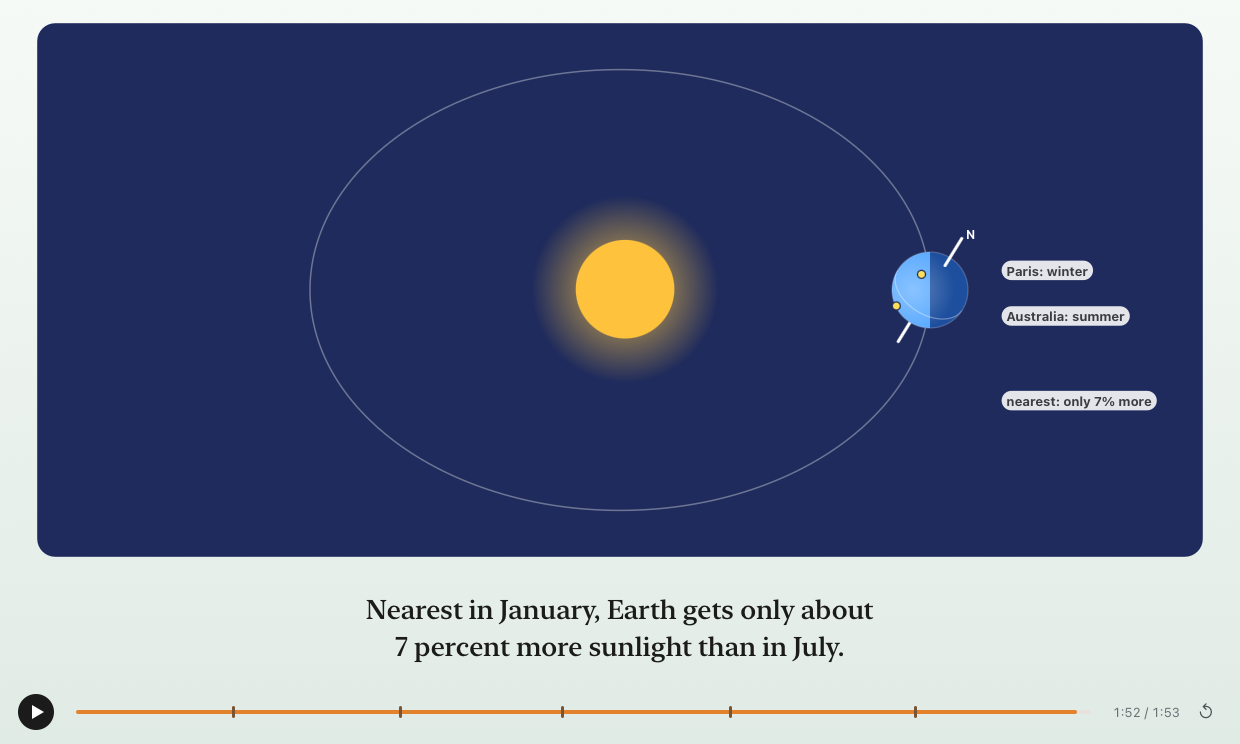 N
Paris: winter
Australia: summer
nearest: only 7% more
Nearest in January, Earth gets only about
7 percent more sunlight than in July.
1:52 / 1:53